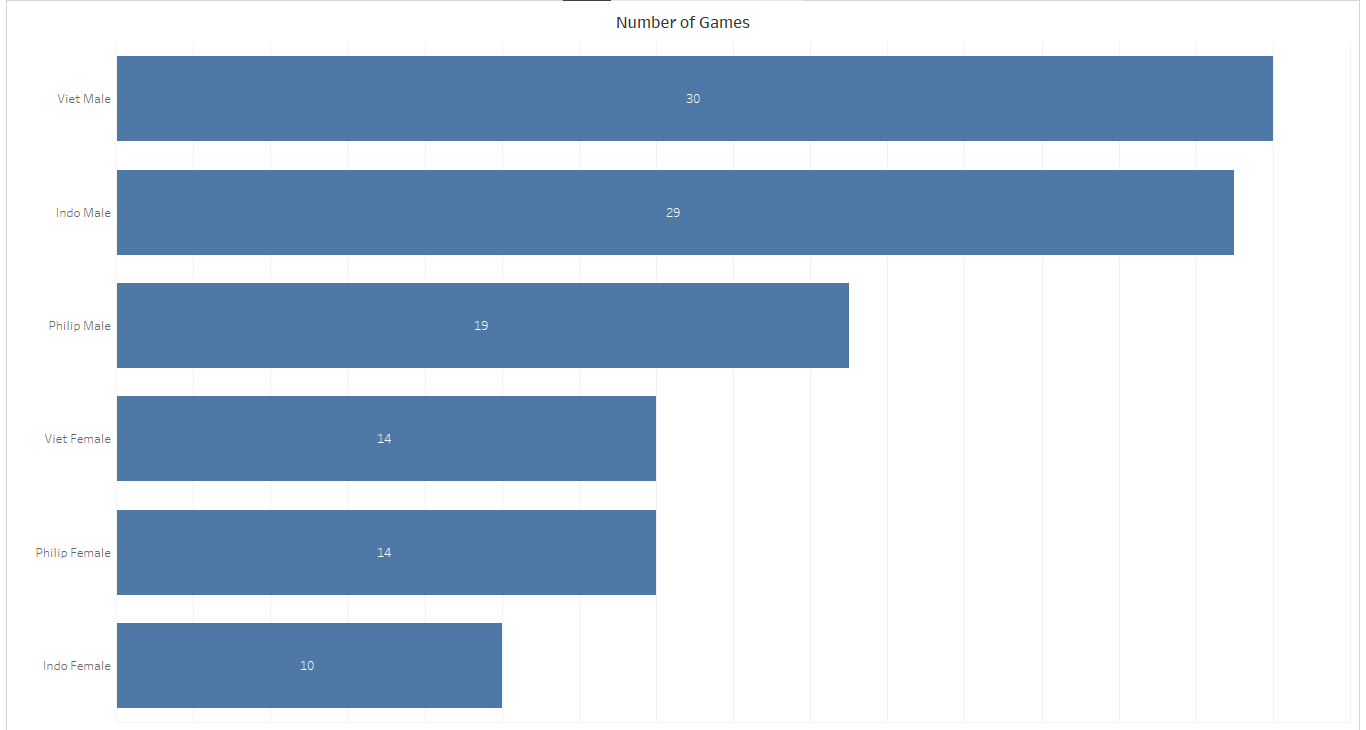 Number of Games
Viet Male
30
Indo Male
29
Philip Male
19
Viet Female
14
Philip Female
14
Indo Female
10